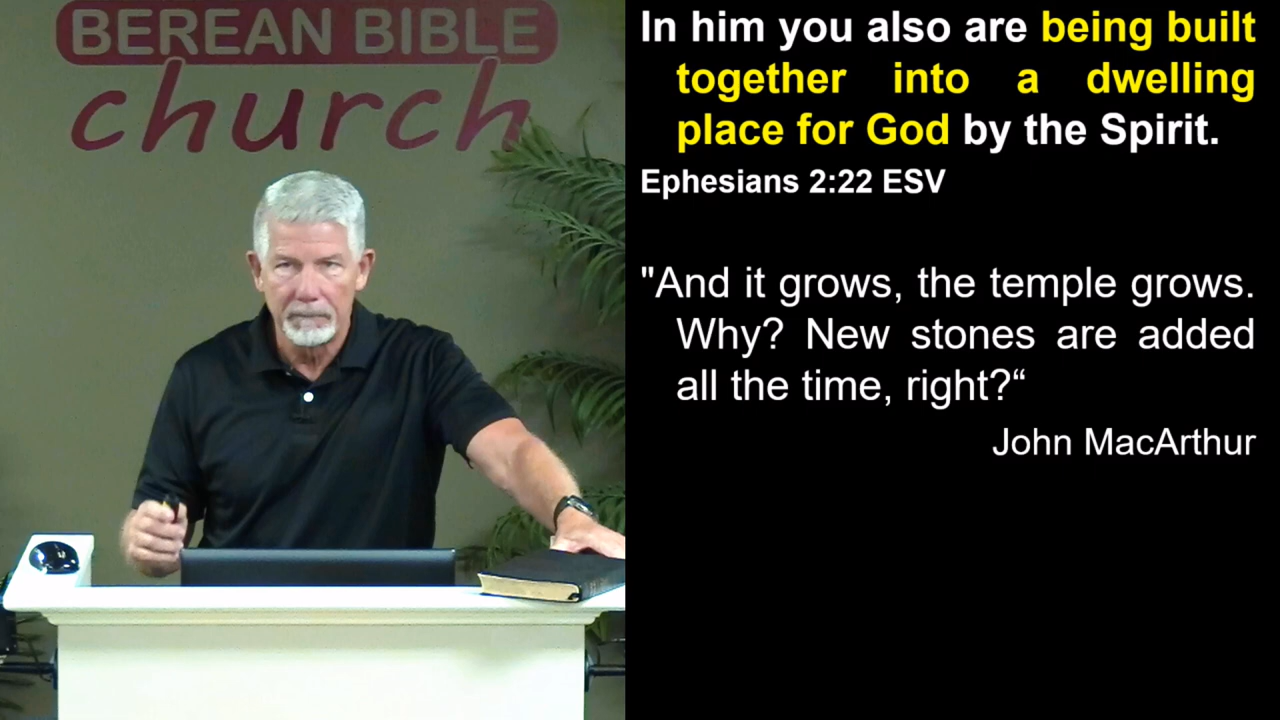 BEREAN BIBLE
church
In him you also are being built
together into a dwelling
place for God by the Spirit.
Ephesians 2:22 ESV
"And it grows, the temple grows.
Why? New stones are added
all the time, right?“
John MacArthur